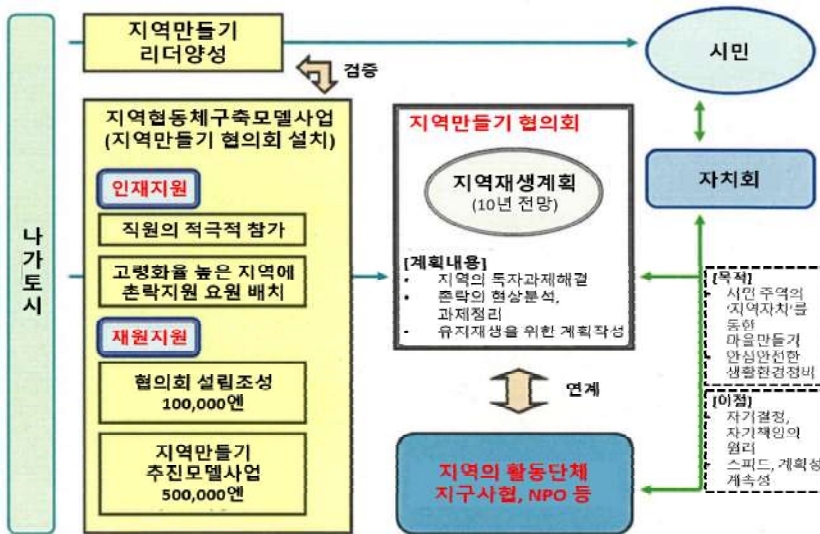 나가토시
지역만들기
리더양성
검증
시민
지역협동체구축모델사업
(지역만들기 협의회 설치)
인재지원
직원의 적극적 참가
고령화율 높은 지역에
촌락지원 요원 배치
재원지원
협의회 설립조성
100,000엔
지역만들기
추진모델사업
500,000엔
지역만들기 협의회
지역재생계획
(10년 전망)
[계획내용]
• 지역의 독자과제해결
• 촌락의 현상분석,
과제정리
- 유지재생을 위한 계획작성
연계
지역의 활동단체
지구사협, NPO 등
자치회
[목적]
- 시민 주역의
'지역자치'를
통한
마을만들기
- 안심안전한
생활환경정비
[이점]
- 자기결정,
자기책임의
원리
- 스피드, 계획성
계속성